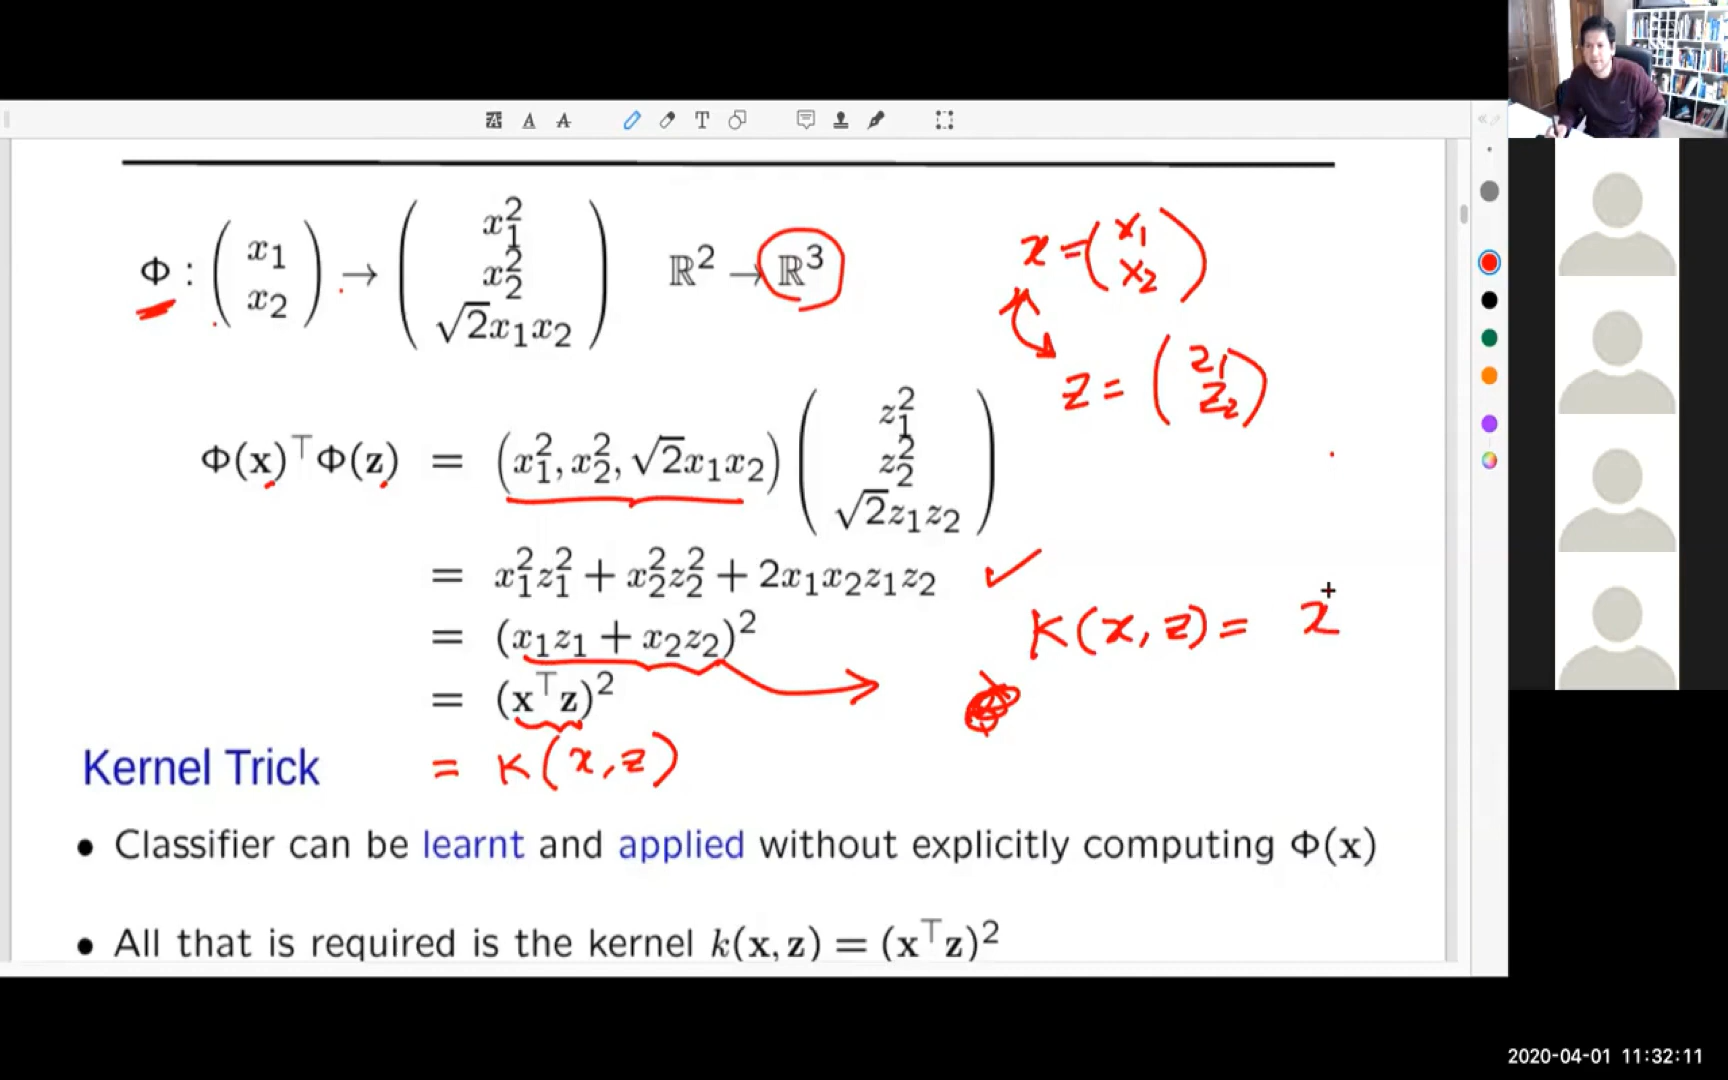 Φ : ( x₁ x₂ ) → ( x₁² x₂² √2x₁x₂ ) ℝ² → ℝ³
x = ( x₁ x₂ )
z = ( z₁ z₂ )
Φ(x)ᵀΦ(z) = (x₁², x₂², √2x₁x₂) ( z₁² z₂² √2z₁z₂ )
= x₁²z₁² + x₂²z₂² + 2x₁x₂z₁z₂ ✓
= (x₁z₁ + x₂z₂)²
K(x,z) = x
= (xᵀz)²
= K(x,z)
Kernel Trick
• Classifier can be learnt and applied without explicitly computing Φ(x)
• All that is required is the kernel k(x, z) = (xᵀz)²
2020-04-01 11:32:11